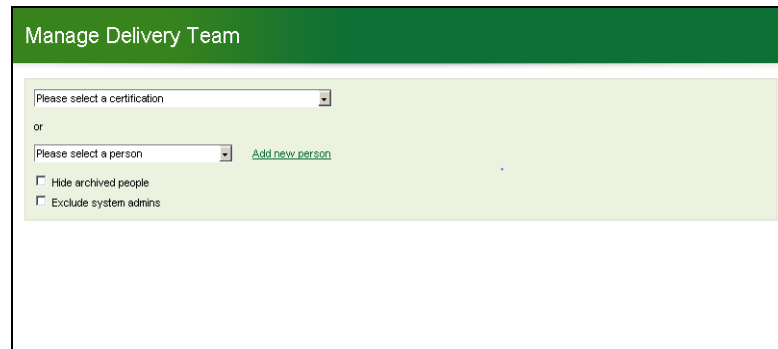 Manage Delivery Team
Please select a certification
or
Please select a person Add new person
Hide archived people
Exclude system admins